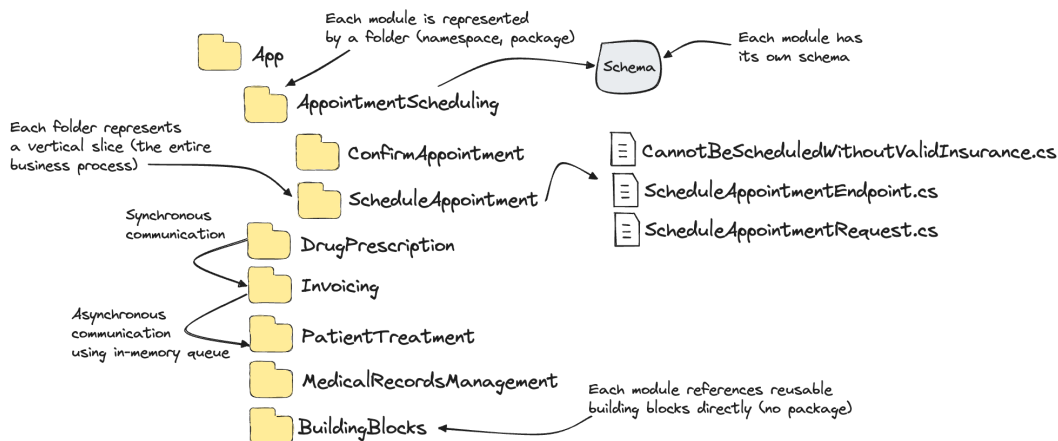 Each module is represented
by a folder (namespace, package)
App
Each module has
its own schema
Schema
AppointmentScheduling
Each folder represents
a vertical slice (the entire
business process)
ConfirmAppointment
ScheduleAppointment
CannotBeScheduledWithoutValidInsurance.cs
ScheduleAppointmentEndpoint.cs
ScheduleAppointmentRequest.cs
Synchronous
communication
DrugPrescription
Invoicing
Asynchronous
communication
using in-memory queue
PatientTreatment
MedicalRecordsManagement
Each module references reusable
building blocks directly (no package)
BuildingBlocks